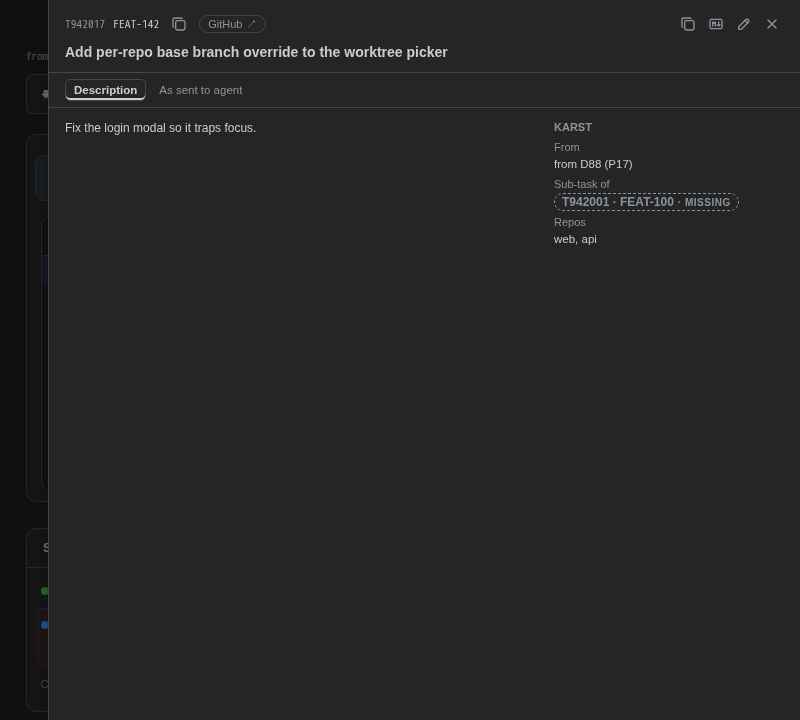 T942017 FEAT-142 GitHub ↗
Add per-repo base branch override to the worktree picker
from
Description As sent to agent
Fix the login modal so it traps focus.
KARST
From
from D88 (P17)
Sub-task of
T942001 · FEAT-100 · MISSING
Repos
web, api